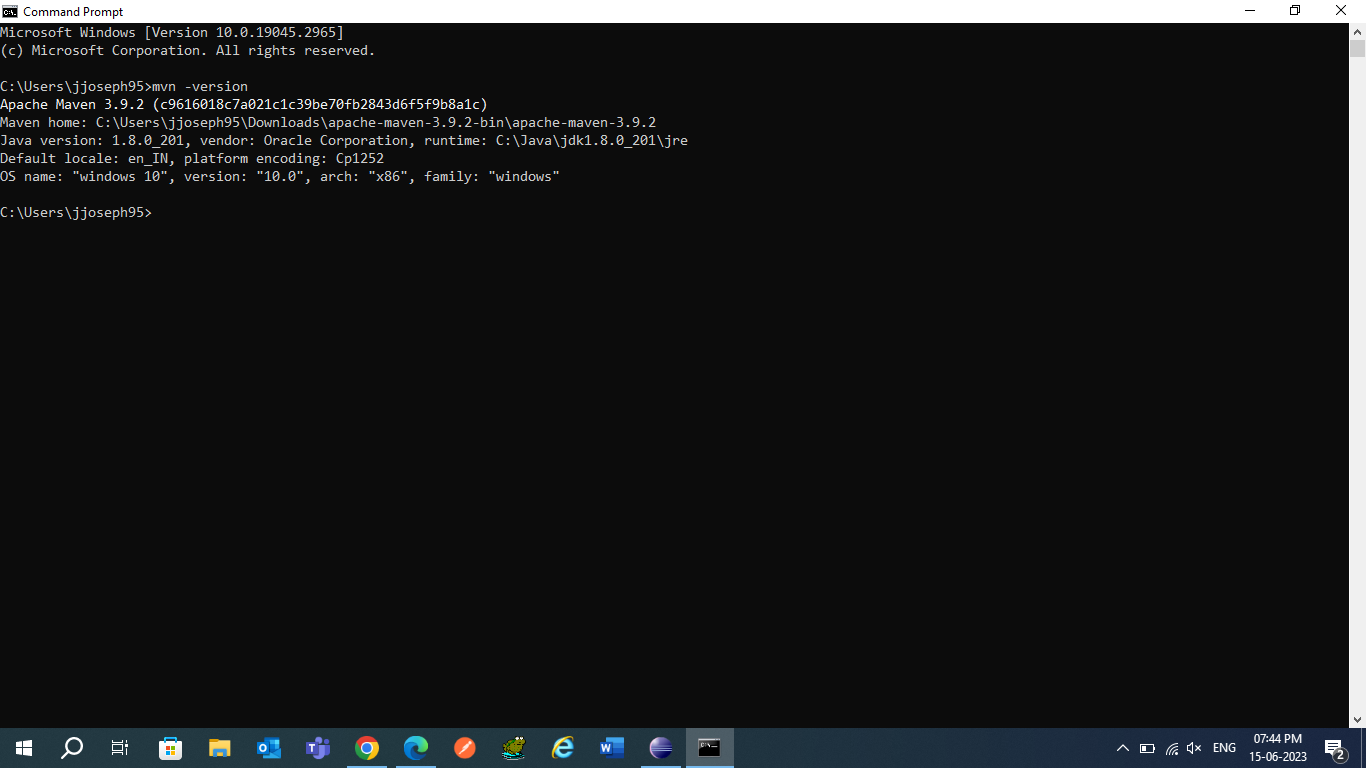 Command Prompt
Microsoft Windows [Version 10.0.19045.2965]
(c) Microsoft Corporation. All rights reserved.
C:\Users\jjoseph95>mvn -version
Apache Maven 3.9.2 (c9616018c7a021c1c39be70fb2843d6f5f9b8a1c)
Maven home: C:\Users\jjoseph95\Downloads\apache-maven-3.9.2-bin\apache-maven-3.9.2
Java version: 1.8.0_201, vendor: Oracle Corporation, runtime: C:\Java\jdk1.8.0_201\jre
Default locale: en_IN, platform encoding: Cp1252
OS name: "windows 10", version: "10.0", arch: "x86", family: "windows"
C:\Users\jjoseph95>
ENG
07:44 PM
15-06-2023
2